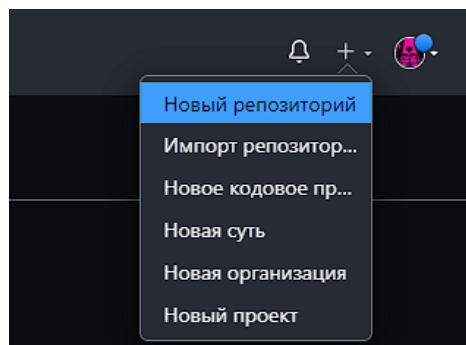 Новый репозиторий
Импорт репозитор...
Новое кодовое пр...
Новая суть
Новая организация
Новый проект